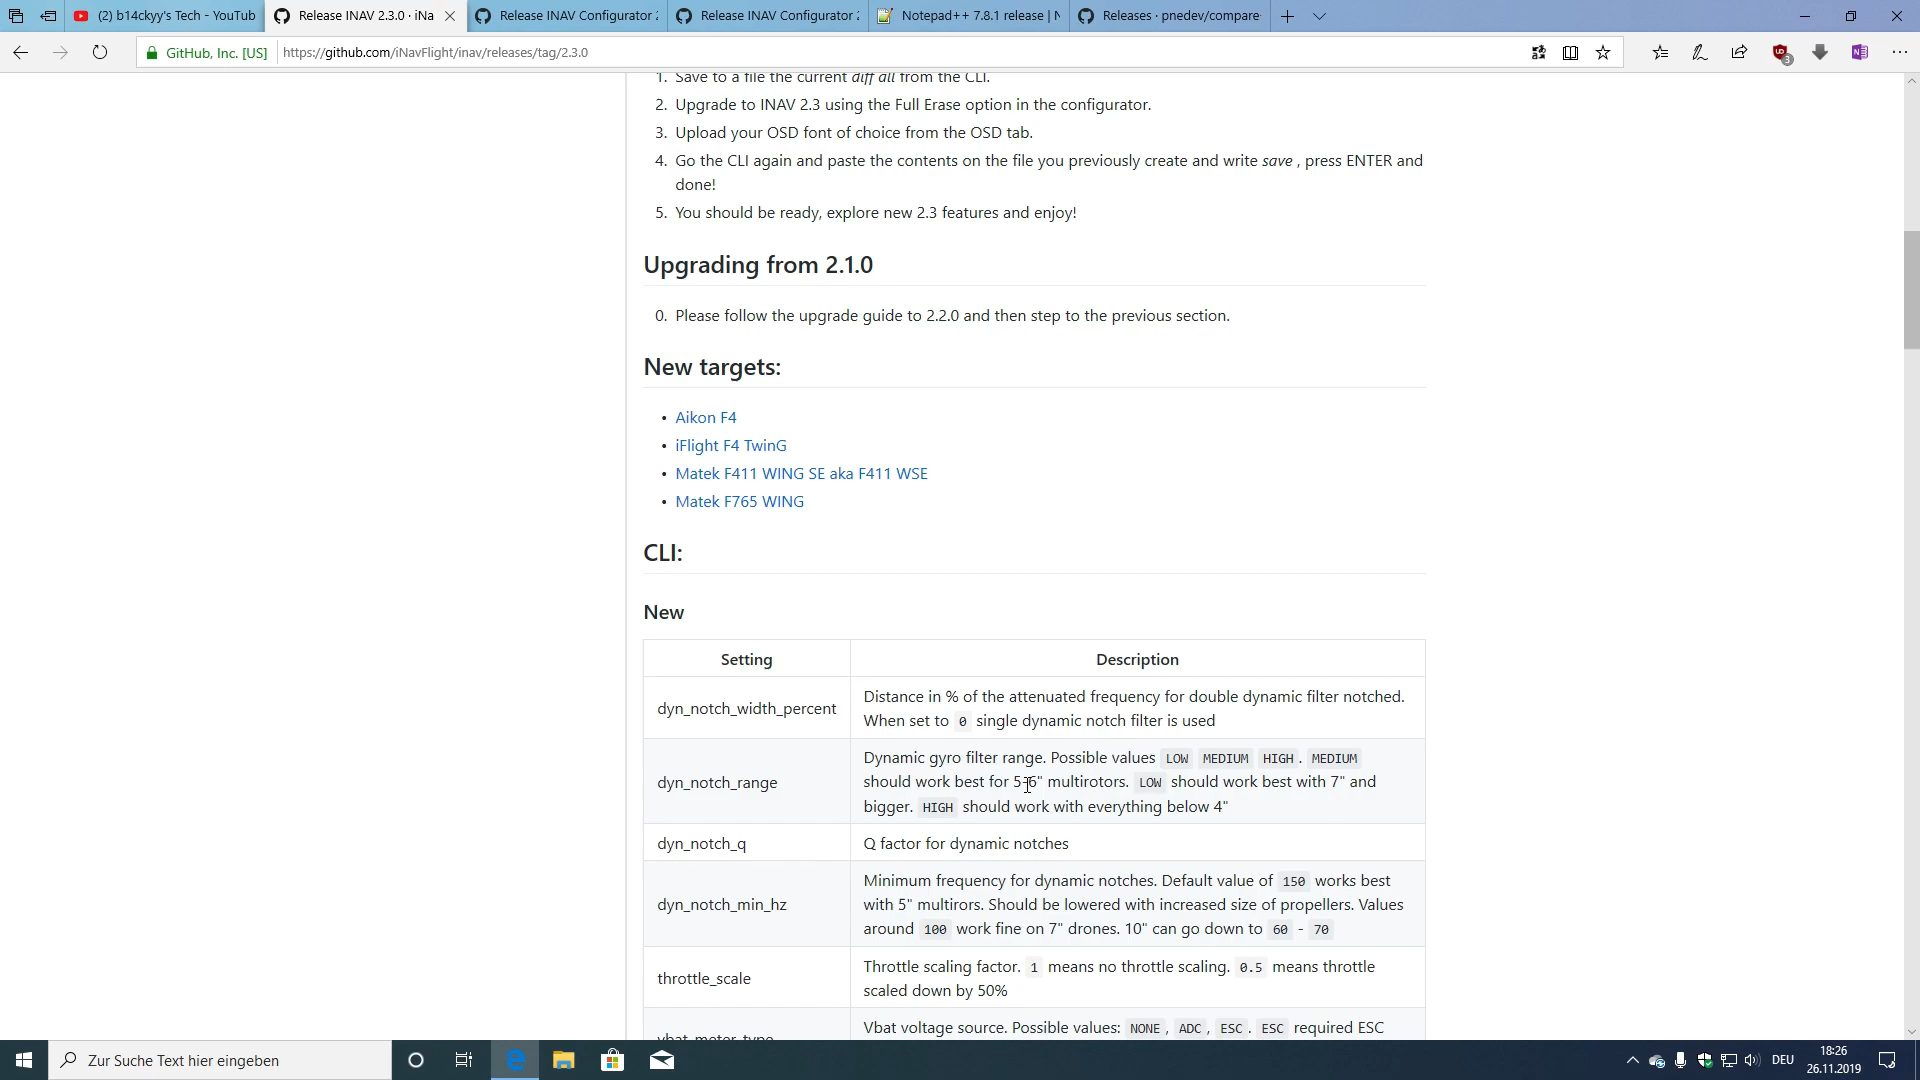 (2) b14ckyy's Tech - YouTub
Release INAV 2.3.0 · iNa
Release INAV Configurator 2
Release INAV Configurator 2
Notepad++ 7.8.1 release | N
Releases · pnedev/compare
GitHub, Inc. [US]
https://github.com/iNavFlight/inav/releases/tag/2.3.0
3
1. Save to a file the current diff all from the CLI.
2. Upgrade to INAV 2.3 using the Full Erase option in the configurator.
3. Upload your OSD font of choice from the OSD tab.
4. Go the CLI again and paste the contents on the file you previously create and write save , press ENTER and
done!
5. You should be ready, explore new 2.3 features and enjoy!
Upgrading from 2.1.0
0. Please follow the upgrade guide to 2.2.0 and then step to the previous section.
New targets:
• Aikon F4
• iFlight F4 TwinG
• Matek F411 WING SE aka F411 WSE
• Matek F765 WING
CLI:
New
Setting Description
dyn_notch_width_percent
Distance in % of the attenuated frequency for double dynamic filter notched.
When set to 0 single dynamic notch filter is used
dyn_notch_range
Dynamic gyro filter range. Possible values LOW MEDIUM HIGH . MEDIUM
should work best for 5-6" multirotors. LOW should work best with 7" and
bigger. HIGH should work with everything below 4"
dyn_notch_q
Q factor for dynamic notches
dyn_notch_min_hz
Minimum frequency for dynamic notches. Default value of 150 works best
with 5" multirors. Should be lowered with increased size of propellers. Values
around 100 work fine on 7" drones. 10" can go down to 60 - 70
throttle_scale
Throttle scaling factor. 1 means no throttle scaling. 0.5 means throttle
scaled down by 50%
vbat_meter_type
Vbat voltage source. Possible values: NONE , ADC , ESC . ESC required ESC
Zur Suche Text hier eingeben
DEU
18:26
26.11.2019